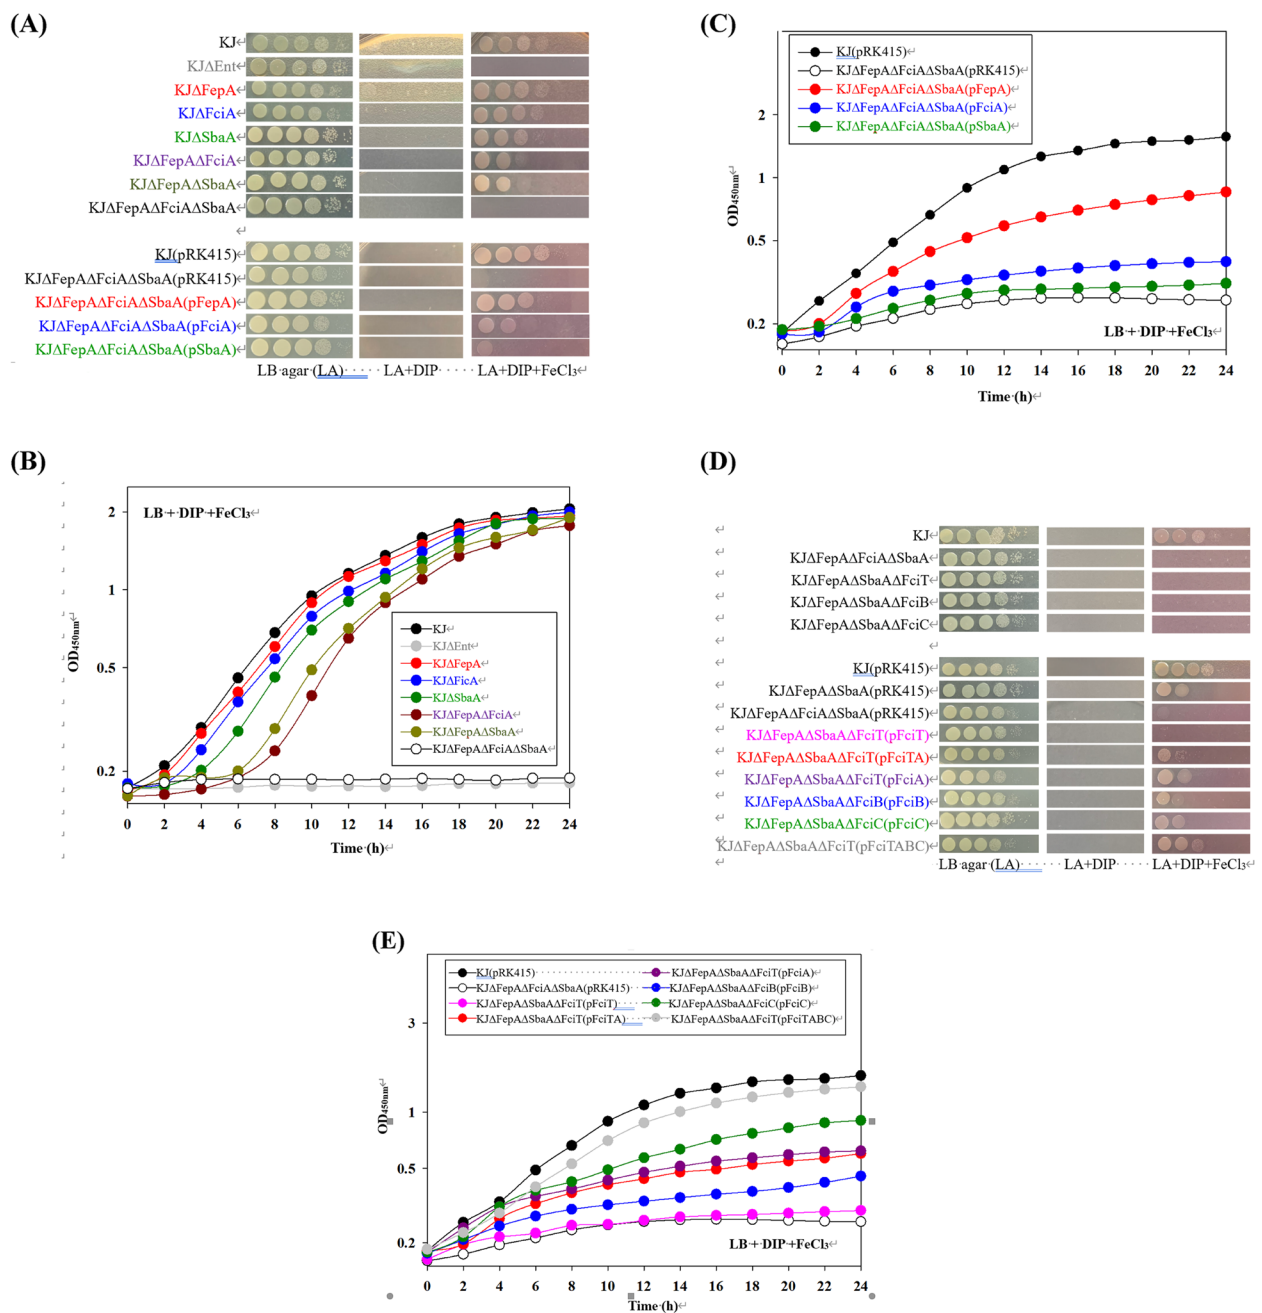 (A)
KJ
KJΔEnt
KJΔFepA
KJΔFciA
KJΔSbaA
KJΔFepAΔFciA
KJΔFepAΔSbaA
KJΔFepAΔFciAΔSbaA
KJ(pRK415)
KJΔFepAΔFciAΔSbaA(pRK415)
KJΔFepAΔFciAΔSbaA(pFepA)
KJΔFepAΔFciAΔSbaA(pFciA)
KJΔFepAΔFciAΔSbaA(pSbaA)
LB agar (LA) LA+DIP LA+DIP+FeCl₃
(C)
KJ(pRK415)
KJΔFepAΔFciAΔSbaA(pRK415)
KJΔFepAΔFciAΔSbaA(pFepA)
KJΔFepAΔFciAΔSbaA(pFciA)
KJΔFepAΔFciAΔSbaA(pSbaA)
2
1
0.5
0.2
OD450nm
LB + DIP +FeCl₃
0 2 4 6 8 10 12 14 16 18 20 22 24
Time (h)
(B)
LB + DIP +FeCl₃
2
1
0.5
0.2
OD450nm
KJ
KJΔEnt
KJΔFepA
KJΔFicA
KJΔSbaA
KJΔFepAΔFciA
KJΔFepAΔSbaA
KJΔFepAΔFciAΔSbaA
0 2 4 6 8 10 12 14 16 18 20 22 24
Time (h)
(D)
KJ
KJΔFepAΔFciAΔSbaA
KJΔFepAΔSbaAΔFciT
KJΔFepAΔSbaAΔFciB
KJΔFepAΔSbaAΔFciC
KJ(pRK415)
KJΔFepAΔSbaA(pRK415)
KJΔFepAΔFciAΔSbaA(pRK415)
KJΔFepAΔSbaAΔFciT(pFciT)
KJΔFepAΔSbaAΔFciT(pFciTA)
KJΔFepAΔSbaAΔFciT(pFciA)
KJΔFepAΔSbaAΔFciB(pFciB)
KJΔFepAΔSbaAΔFciC(pFciC)
KJΔFepAΔSbaAΔFciT(pFciTABC)
LB agar (LA) LA+DIP LA+DIP+FeCl₃
(E)
KJ(pRK415) KJΔFepAΔSbaAΔFciT(pFciA)
KJΔFepAΔFciAΔSbaA(pRK415) KJΔFepAΔSbaAΔFciB(pFciB)
KJΔFepAΔSbaAΔFciT(pFciT) KJΔFepAΔSbaAΔFciC(pFciC)
KJΔFepAΔSbaAΔFciT(pFciTA) KJΔFepAΔSbaAΔFciT(pFciTABC)
3
1
0.5
0.2
OD450nm
LB + DIP +FeCl₃
0 2 4 6 8 10 12 14 16 18 20 22 24
Time (h)